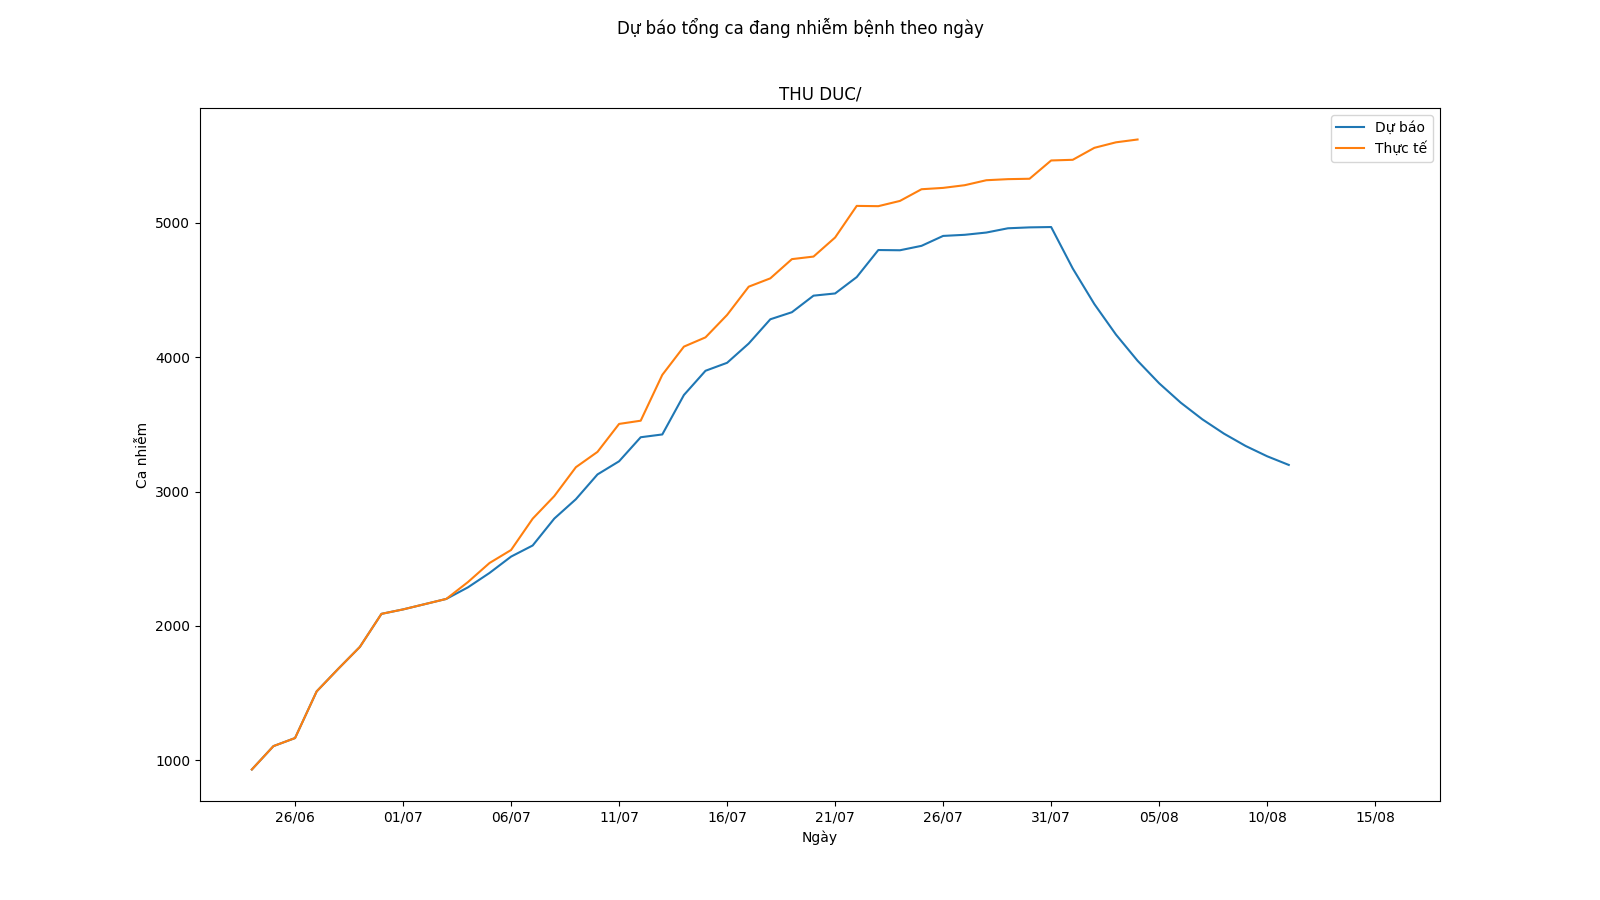 Dự báo tổng ca đang nhiễm bệnh theo ngày
THU DUC/
Dự báo
Thực tế
Ca nhiễm
5000
4000
3000
2000
1000
26/06 01/07 06/07 11/07 16/07 21/07 26/07 31/07 05/08 10/08 15/08
Ngày